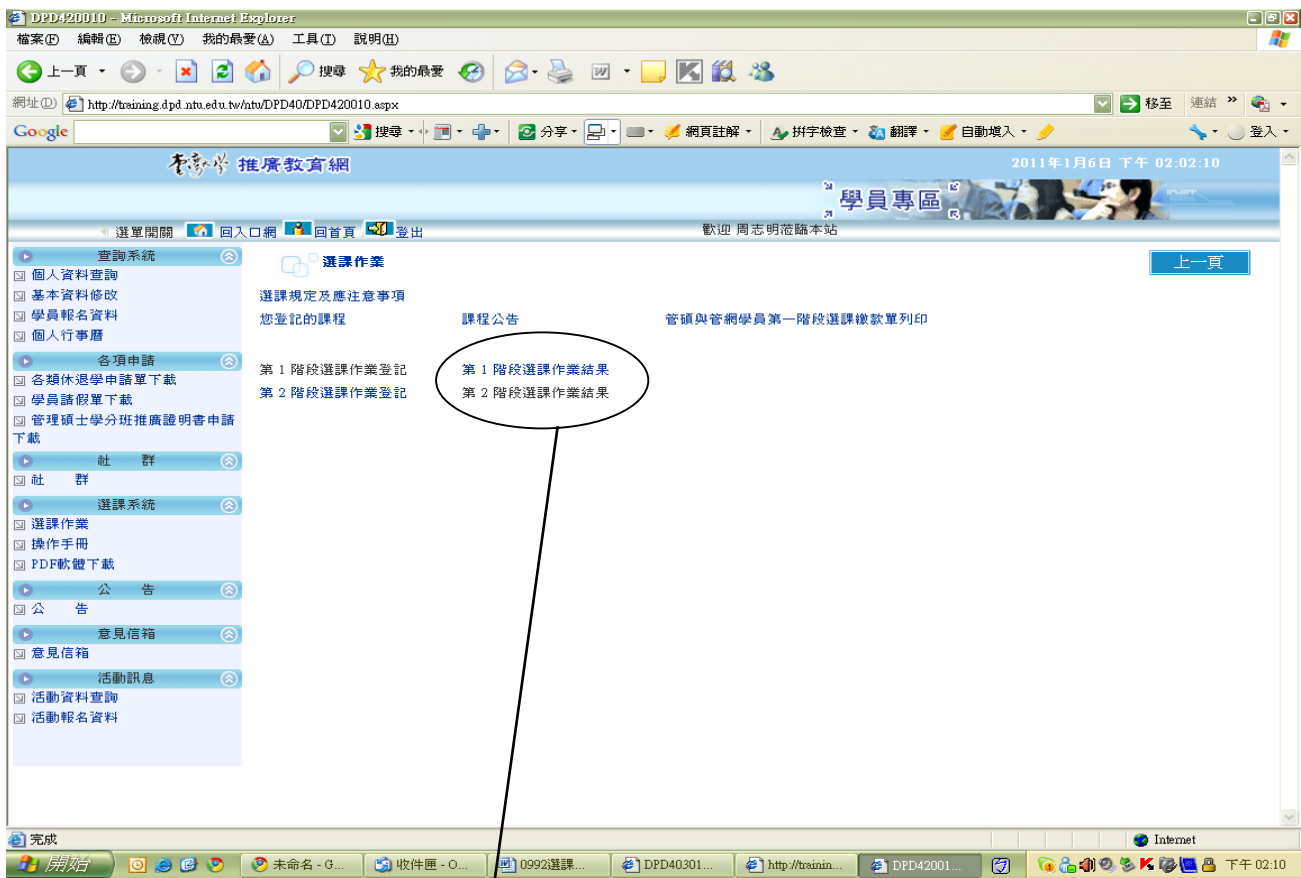 DPD420010 - Microsoft Internet Explorer
檔案(F) 編輯(E) 檢視(V) 我的最愛(A) 工具(T) 說明(H)
上一頁 搜尋 我的最愛
網址(D) http://training.dpd.ntu.edu.tw/ntu/DPD40/DPD420010.aspx 移至 連結 »
Google 搜尋 分享 網頁註解 拼字檢查 翻譯 自動填入 登入
推廣教育網 2011年1月6日 下午 02:02:10
學員專區
選單開關 回入口網 回首頁 登出 歡迎 周志明蒞臨本站
選課作業 上一頁
選課規定及應注意事項
您登記的課程 課程公告 管碩與管網學員第一階段選課繳款單列印
第 1 階段選課作業登記 第 1 階段選課作業結果
第 2 階段選課作業登記 第 2 階段選課作業結果
查詢系統
個人資料查詢
基本資料修改
學員報名資料
個人行事曆
各項申請
各類休退學申請單下載
學員請假單下載
管理碩士學分班推廣證明書申請
下載
社 群
社 群
選課系統
選課作業
操作手冊
PDF軟體下載
公 告
公 告
意見信箱
意見信箱
活動訊息
活動資料查詢
活動報名資料
完成 Internet
開始 未命名 - G... 收件匣 - O... 0992選課... DPD40301... http://trainin... DPD42001... 下午 02:10